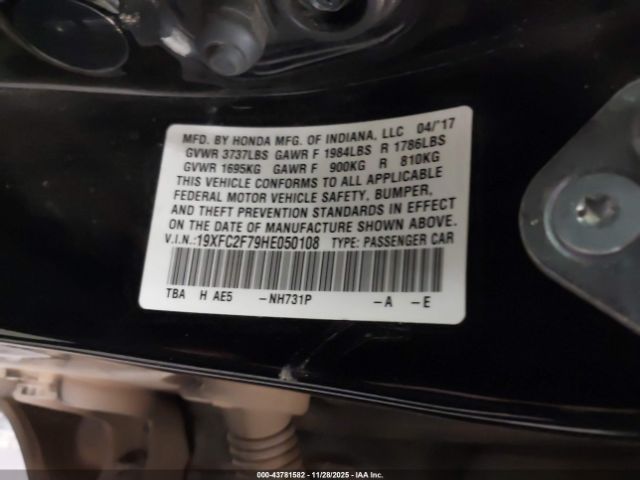 MFD. BY HONDA MFG. OF INDIANA, LLC 04/'17
GVWR 3737LBS GAWR F 1984LBS R 1786LBS
GVWR 1695KG GAWR F 900KG R 810KG
THIS VEHICLE CONFORMS TO ALL APPLICABLE
FEDERAL MOTOR VEHICLE SAFETY, BUMPER,
AND THEFT PREVENTION STANDARDS IN EFFECT
ON THE DATE OF MANUFACTURE SHOWN ABOVE.
V.I.N.:19XFC2F79HE050108 TYPE: PASSENGER CAR
TBA H AE5 -NH731P -A -E
000-43781582 - 11/28/2025 - IAA Inc.